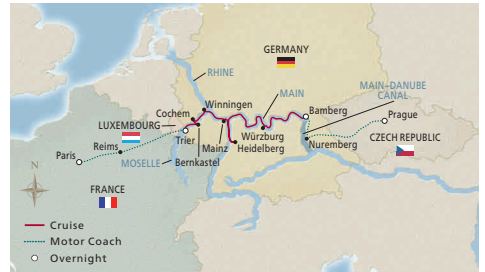 GERMANY
RHINE
MAIN
MAIN–DANUBE
CANAL
Winningen
Cochem
Bamberg
Prague
LUXEMBOURG
CZECH REPUBLIC
Trier
Mainz
Würzburg
Heidelberg
Nuremberg
Reims
Paris
MOSELLE
Bernkastel
N
FRANCE
Cruise
Motor Coach
Overnight